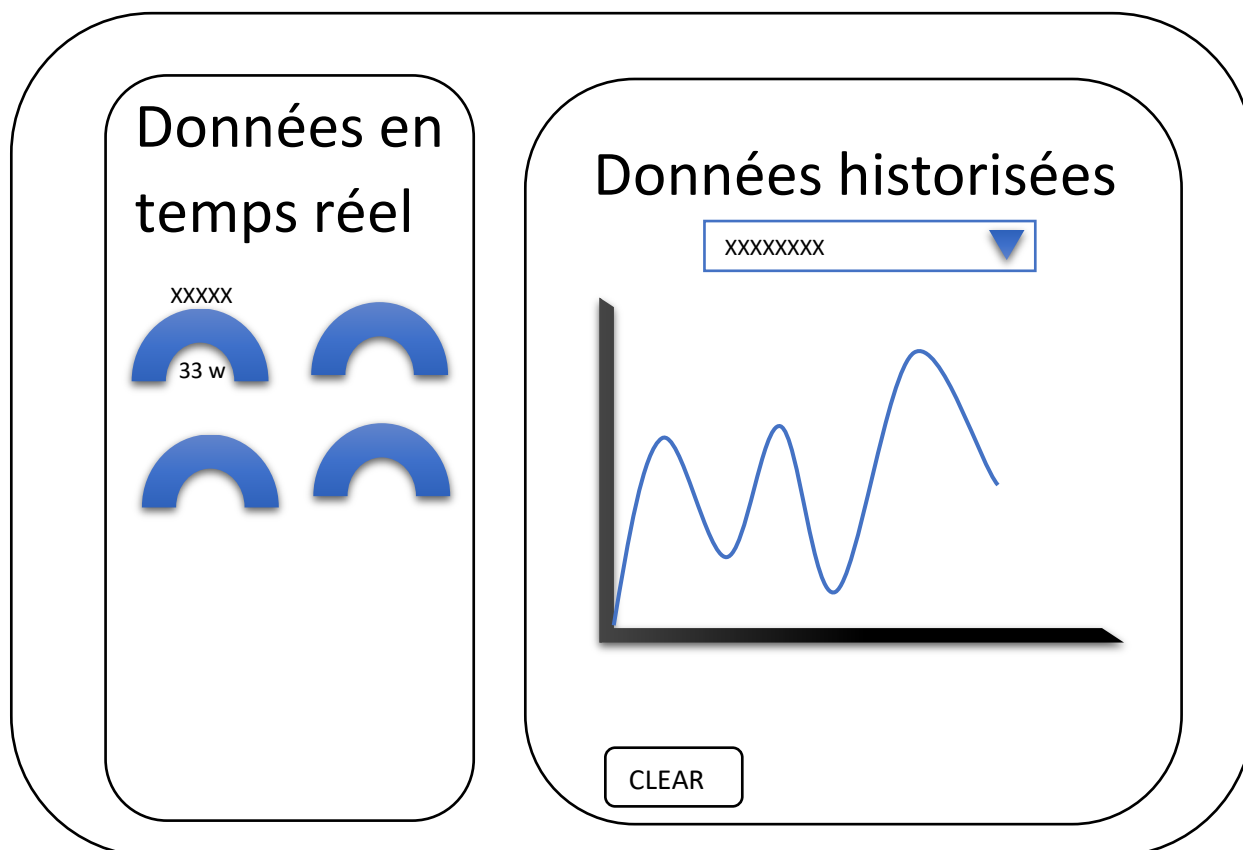 Données en
temps réel
XXXXX
33 w
Données historisées
XXXXXXXX
CLEAR